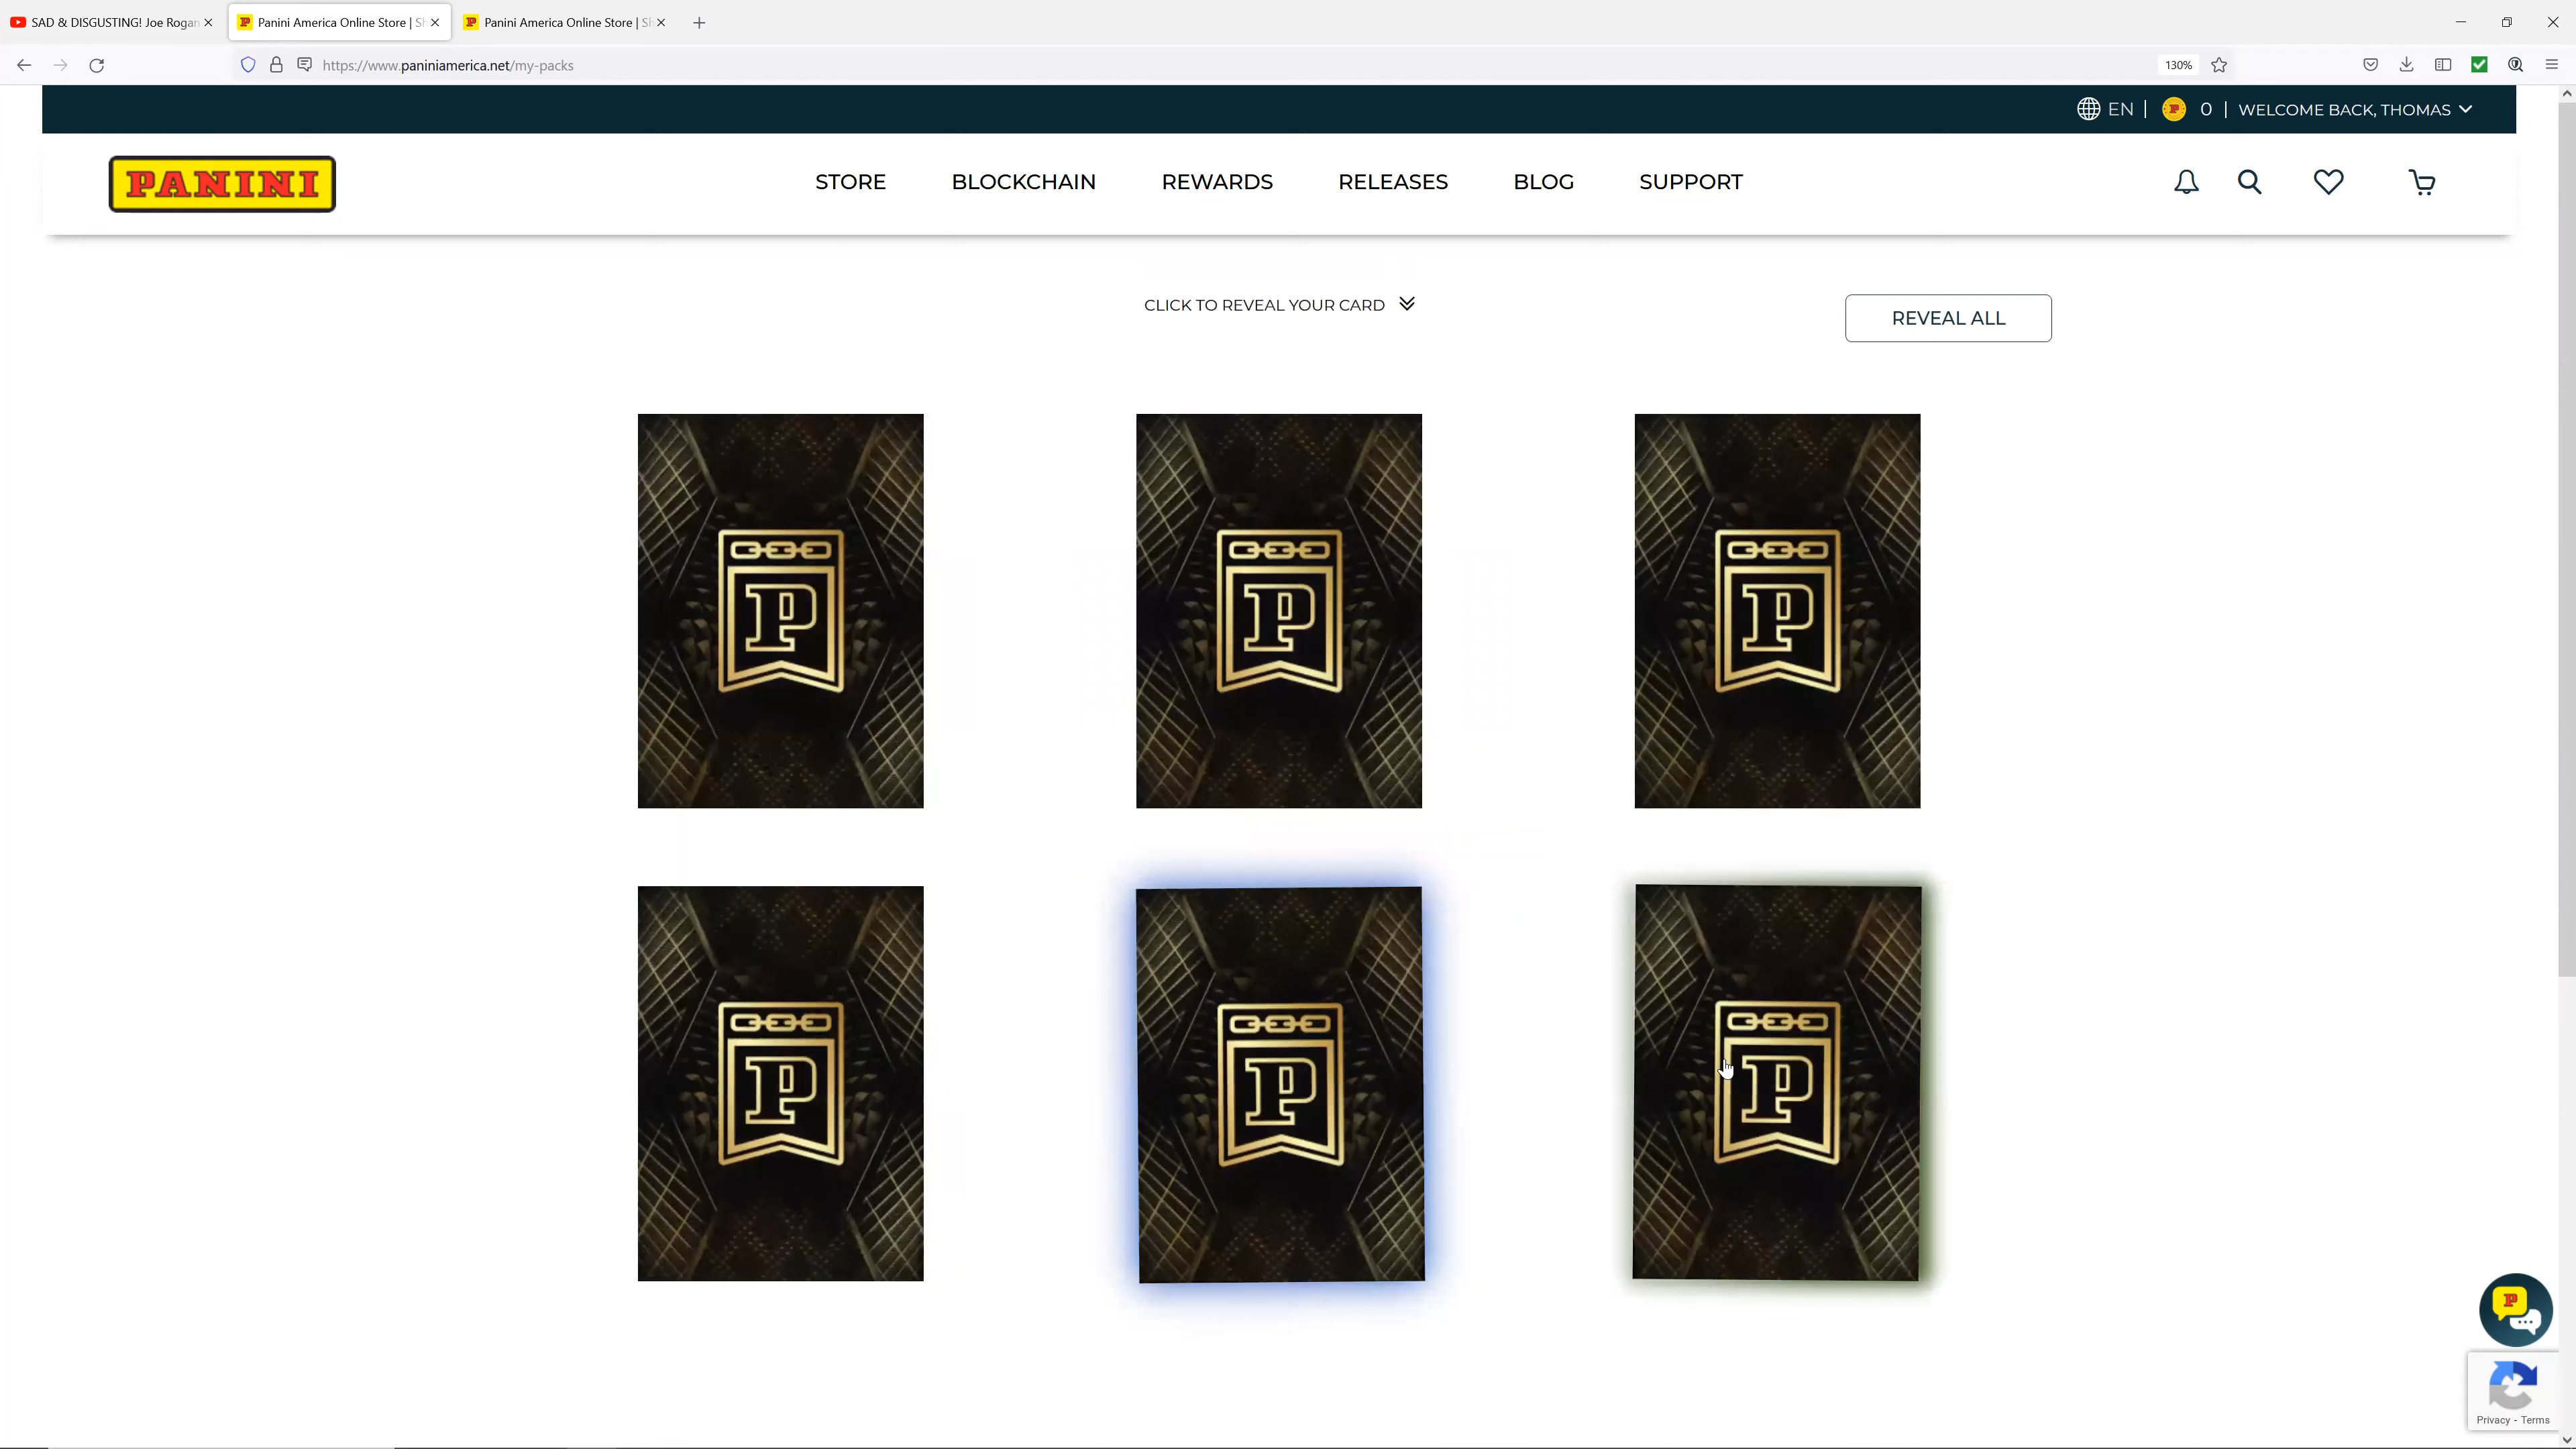 SAD & DISGUSTING! Joe Rogan
Panini America Online Store | Sh
Panini America Online Store | Sh
https://www.paniniamerica.net/my-packs
130%
EN | P 0 | WELCOME BACK, THOMAS
PANINI
STORE BLOCKCHAIN REWARDS RELEASES BLOG SUPPORT
CLICK TO REVEAL YOUR CARD
REVEAL ALL
P
P
P
P
P
P
P
Privacy - Terms